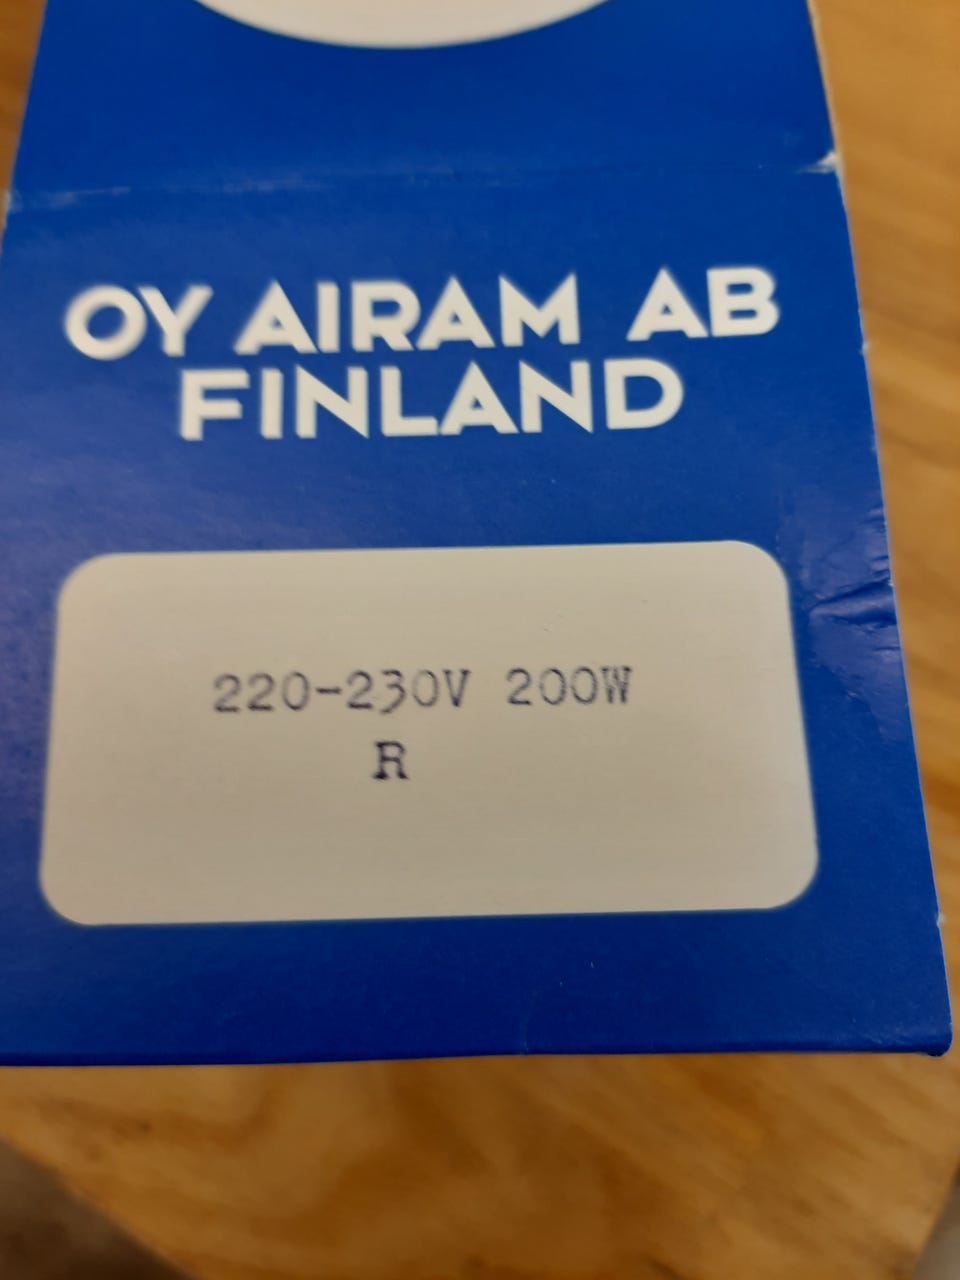 OY AIRAM AB
FINLAND
220-230V 200W
R